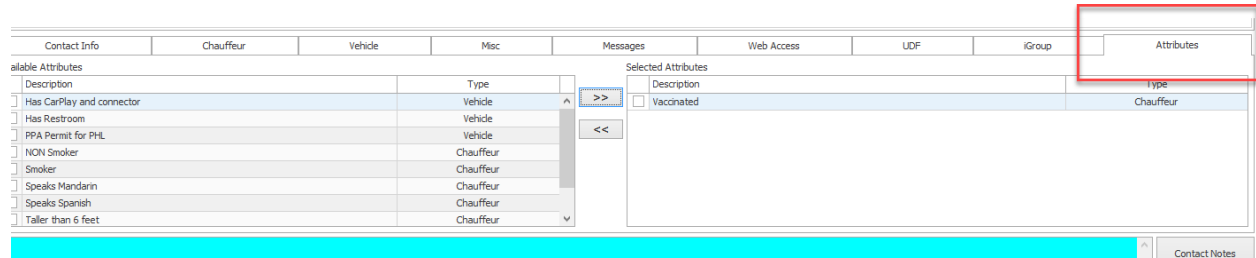 Contact Info Chauffeur Vehicle Misc Messages Web Access UDF iGroup Attributes
ailable Attributes Selected Attributes
Description Type Description Type
Has CarPlay and connector Vehicle >> Vaccinated Chauffeur
Has Restroom Vehicle
PPA Permit for PHL Vehicle <<
NON Smoker Chauffeur
Smoker Chauffeur
Speaks Mandarin Chauffeur
Speaks Spanish Chauffeur
Taller than 6 feet Chauffeur
Contact Notes